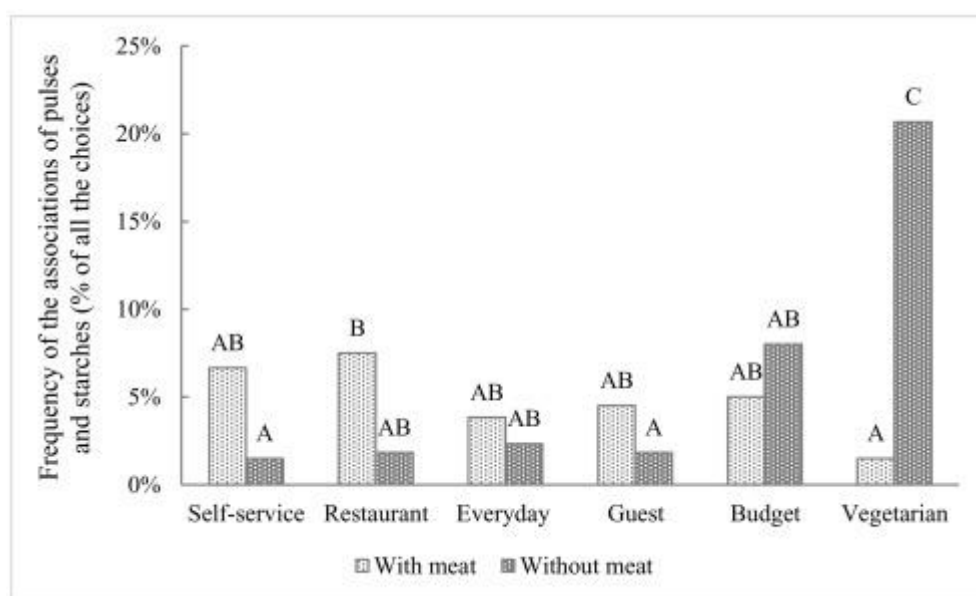 Frequency of the associations of pulses
and starches (% of all the choices)
25%
20%
15%
10%
5%
0%
AB
A
B
AB
AB
AB
AB
A
AB
AB
A
C
Self-service
Restaurant
Everyday
Guest
Budget
Vegetarian
With meat
Without meat